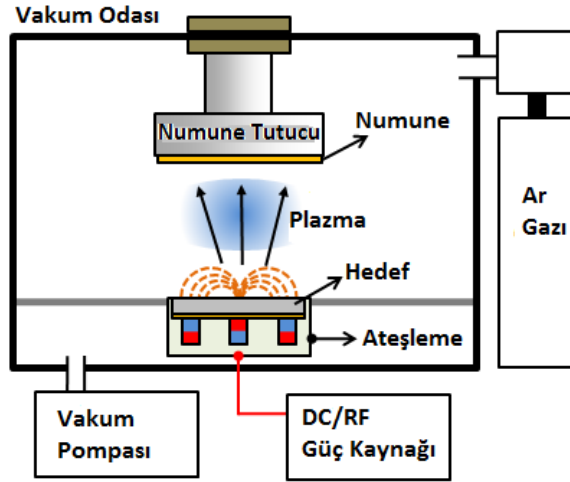 Vakum Odası
Numune Tutucu
Numune
Plazma
Hedef
Ateşleme
Ar
Gazı
Vakum
Pompası
DC/RF
Güç Kaynağı